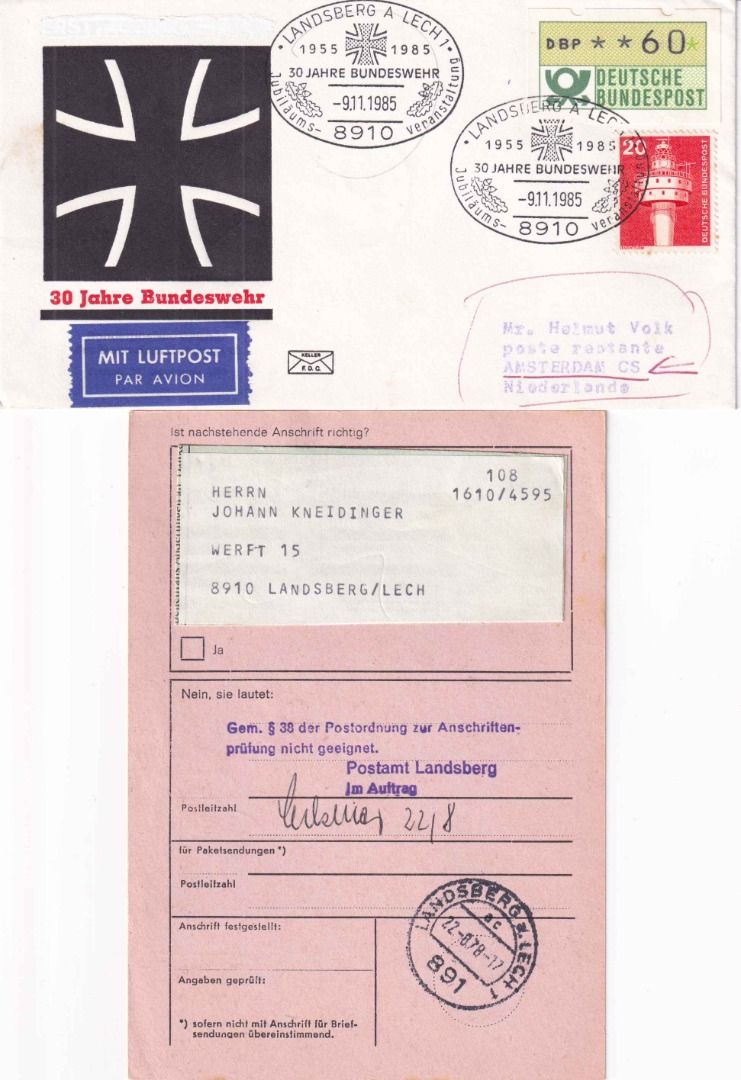 LANDSBERG A LECH 1
1955 1985
30 JAHRE BUNDESWEHR
-9.11.1985
8910
Jubiläums- veranstaltung
DBP **60*
DEUTSCHE
BUNDESPOST
LANDSBERG A LECH 1
1955 1985
30 JAHRE BUNDESWEHR
-9.11.1985
8910
Jubiläums- veranstaltung
20
DEUTSCHE BUNDESPOST
30 Jahre Bundeswehr
MIT LUFTPOST
PAR AVION
KELLER
F.D.C.
Mr. Helmut Volk
poste restante
AMSTERDAM CS
Niederlande
Ist nachstehende Anschrift richtig?
108
HERRN 1610/4595
JOHANN KNEIDINGER
WERFT 15
8910 LANDSBERG/LECH
Ja
Nein, sie lautet:
Gem. § 38 der Postordnung zur Anschriften-
prüfung nicht geeignet.
Postamt Landsberg
Im Auftrag
Postleitzahl
22/8
für Paketsendungen *)
Postleitzahl
LANDSBERG a. LECH 1
ac
22.-8.78-17
891
Anschrift festgestellt:
Angaben geprüft:
*) sofern nicht mit Anschrift für Brief-
sendungen übereinstimmend.